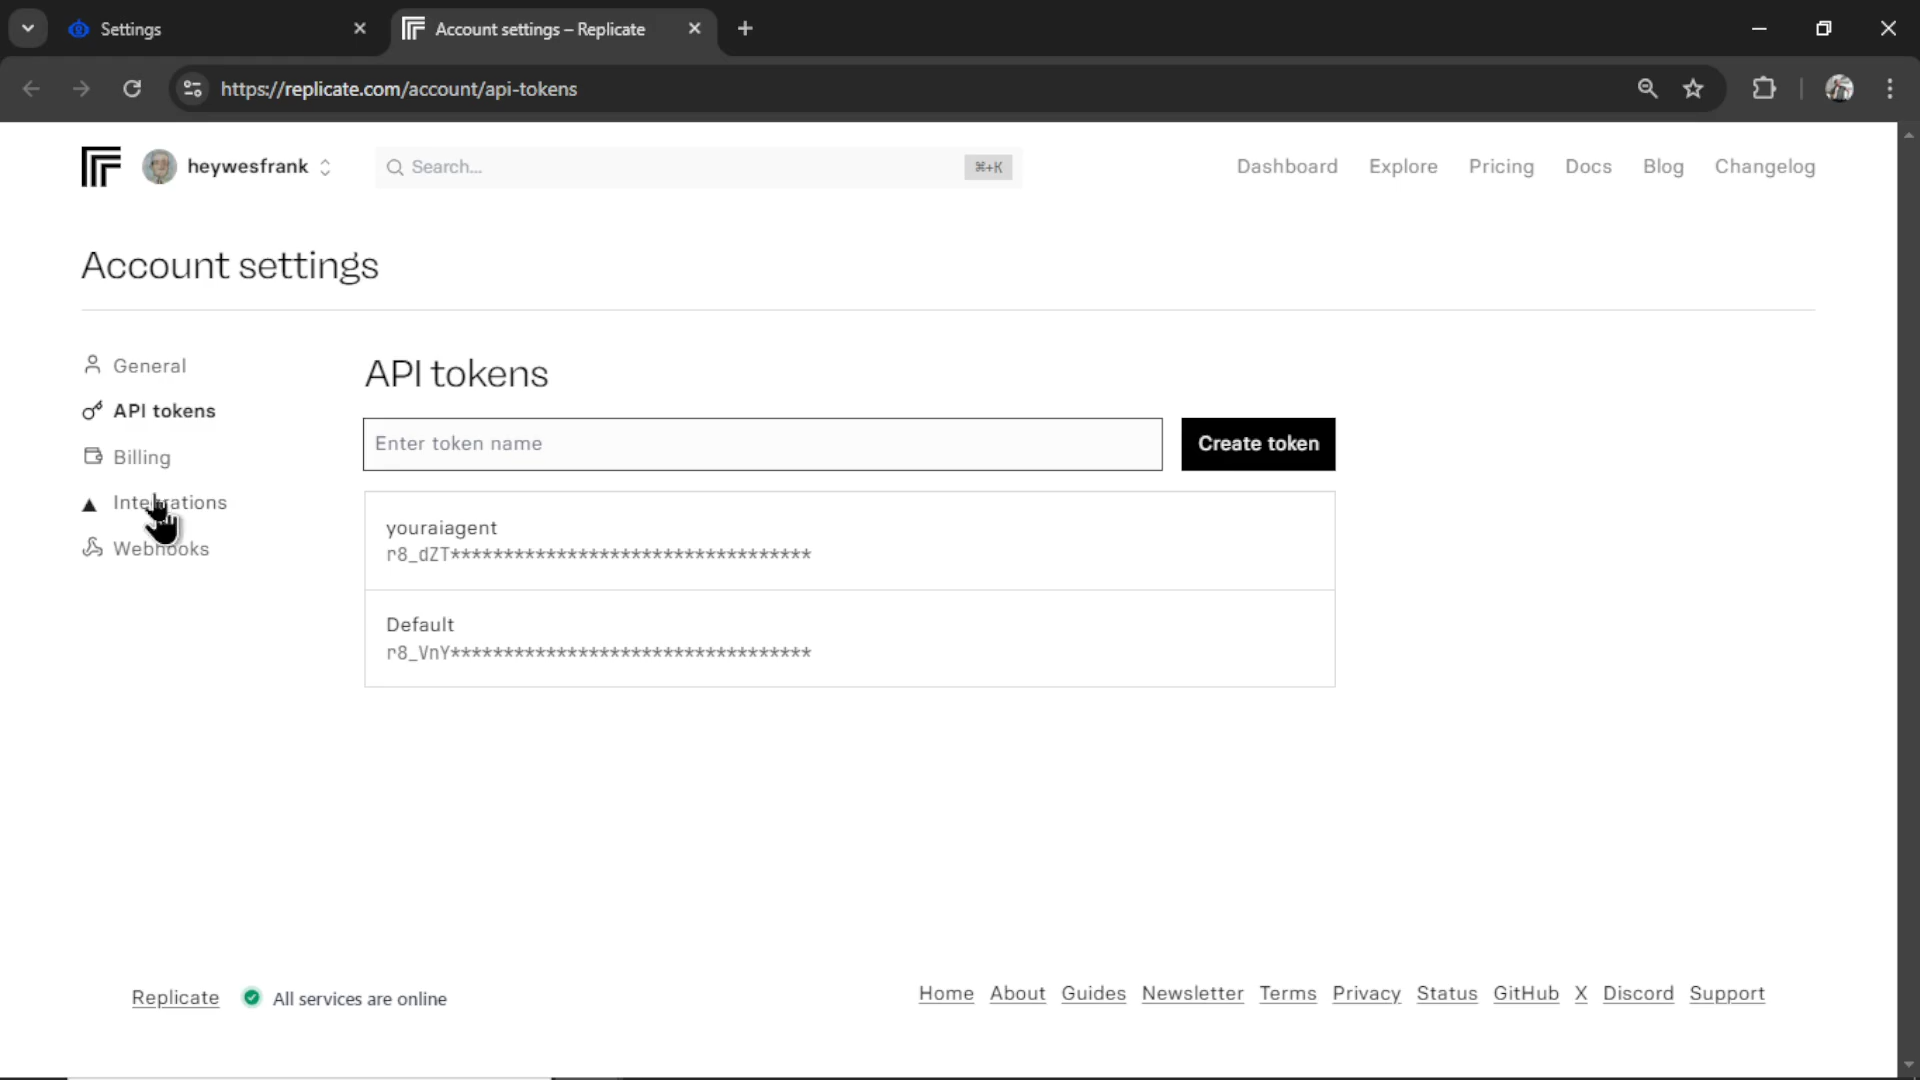 Settings
Account settings – Replicate
https://replicate.com/account/api-tokens
heywesfrank
Search...
⌘+K
Dashboard
Explore
Pricing
Docs
Blog
Changelog
Account settings
General
API tokens
Billing
Integrations
Webhooks
API tokens
Enter token name
Create token
youraiagent
r8_dZT**********************************
Default
r8_VnY**********************************
Replicate
All services are online
Home
About
Guides
Newsletter
Terms
Privacy
Status
GitHub
X
Discord
Support